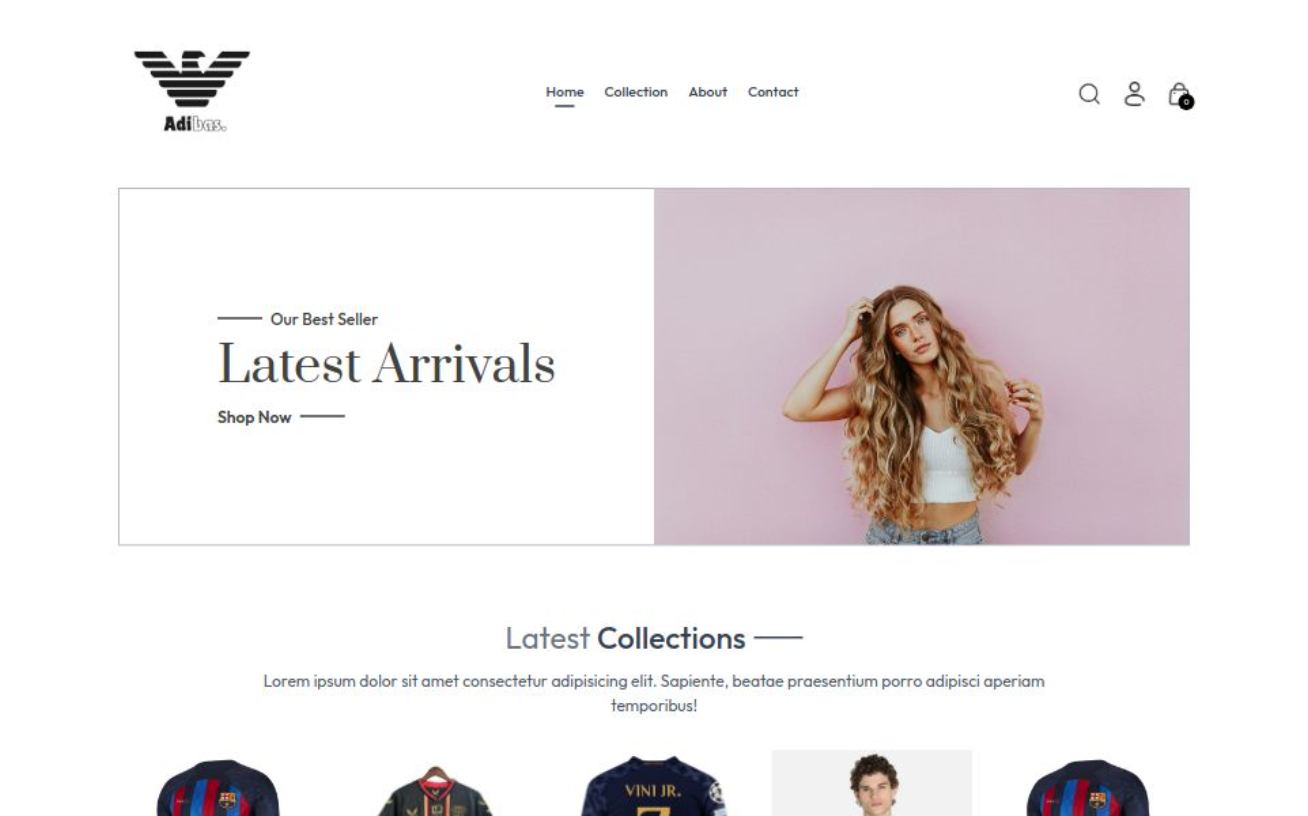 Adibas.
Home Collection About Contact
0
Our Best Seller
Latest Arrivals
Shop Now
Latest Collections
Lorem ipsum dolor sit amet consectetur adipisicing elit. Sapiente, beatae praesentium porro adipisci aperiam
temporibus!
VINI JR.
7